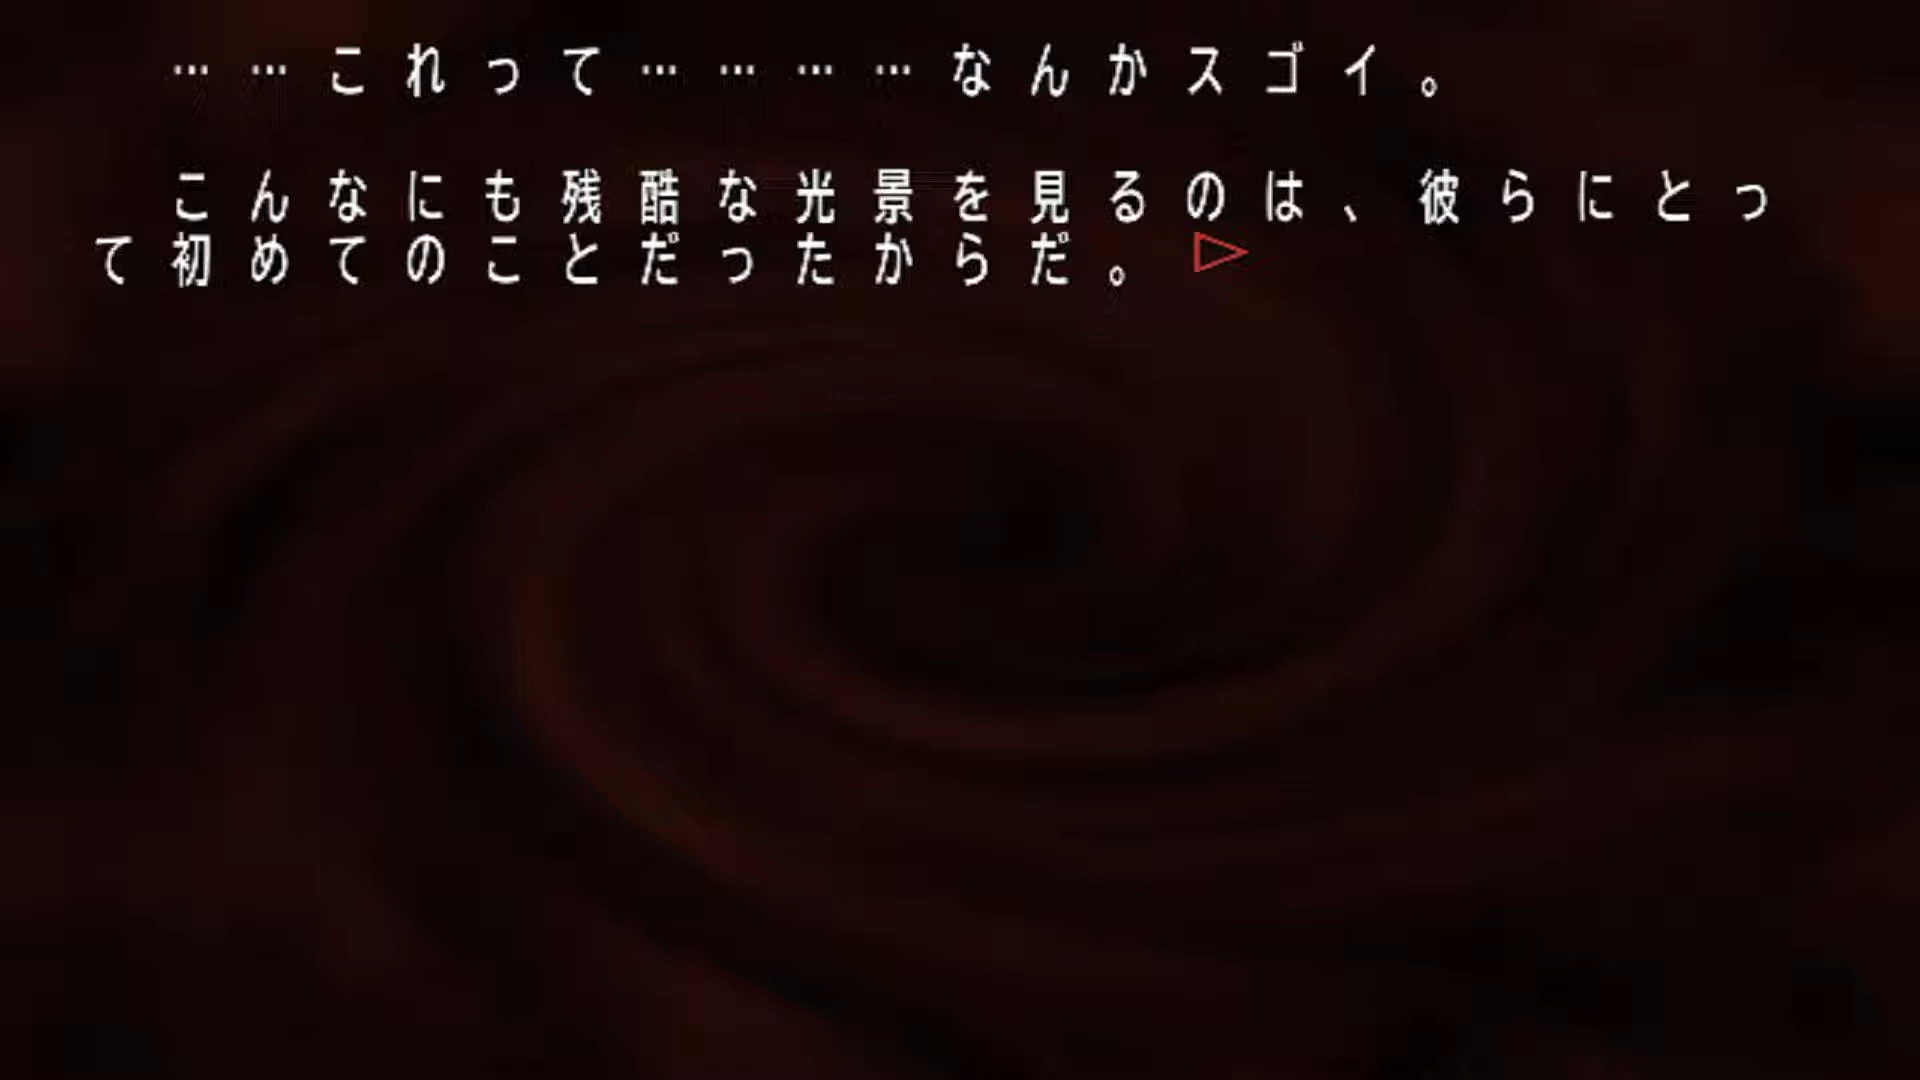 ……これって…………なんかスゴイ。
こんなにも残酷な光景を見るのは、彼らにとっ
て初めてのことだったからだ。